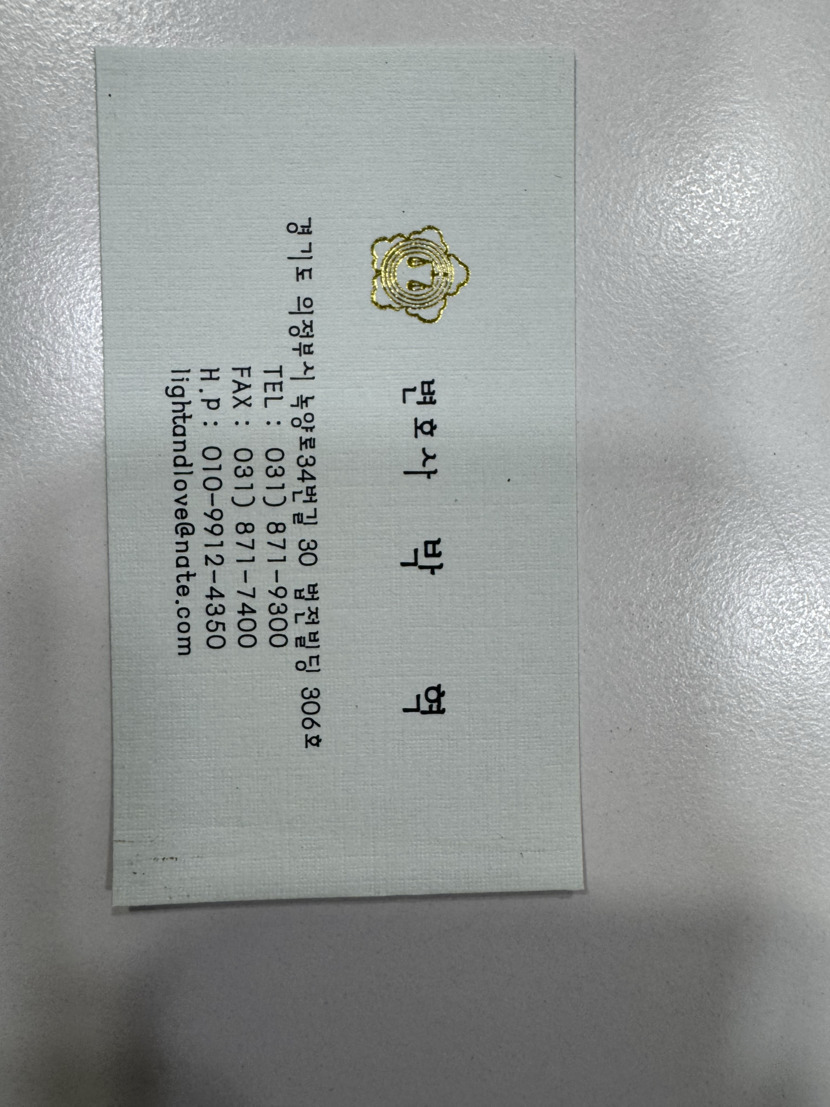 변호사 박 혁
경기도 의정부시 녹양로34번길 30 법전빌딩 306호
TEL : 031) 871-9300
FAX : 031) 871-7400
H.P : 010-9912-4350
lightandlove@nate.com